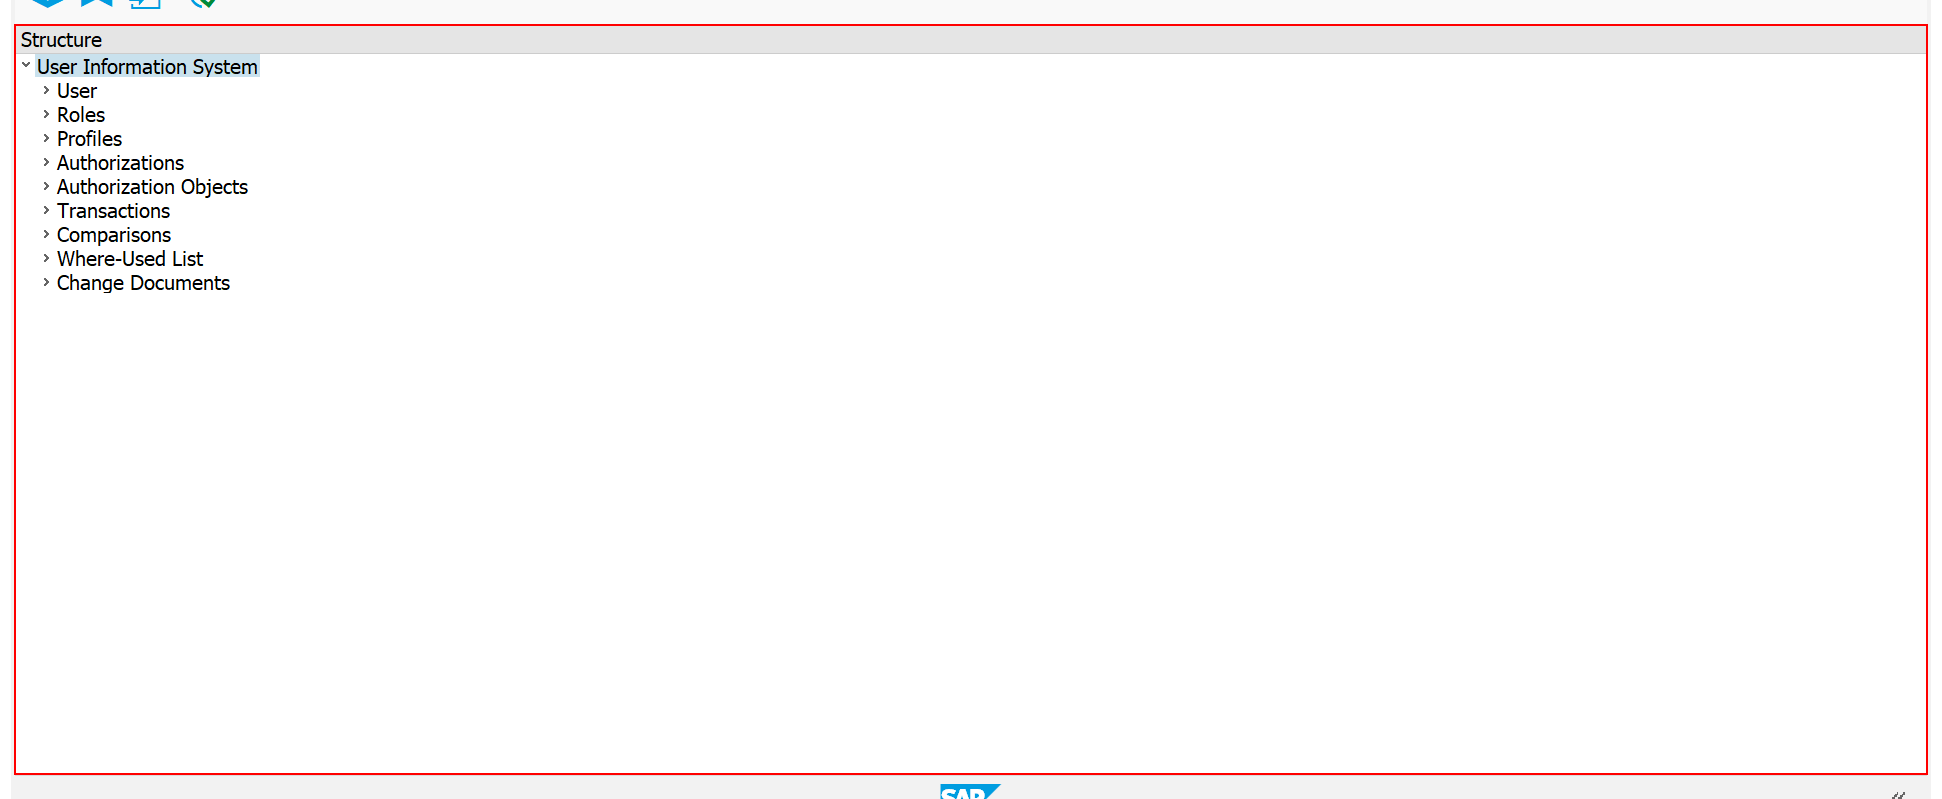 Structure
User Information System
User
Roles
Profiles
Authorizations
Authorization Objects
Transactions
Comparisons
Where-Used List
Change Documents
SAP